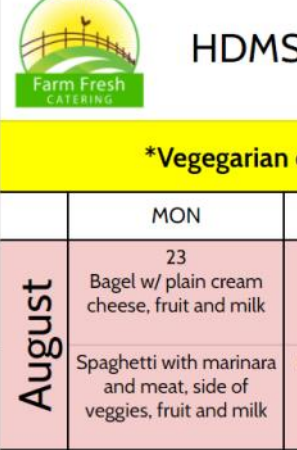 Farm Fresh
CATERING
HDMS
*Vegegarian
MON
August
23
Bagel w/ plain cream
cheese, fruit and milk
Spaghetti with marinara
and meat, side of
veggies, fruit and milk